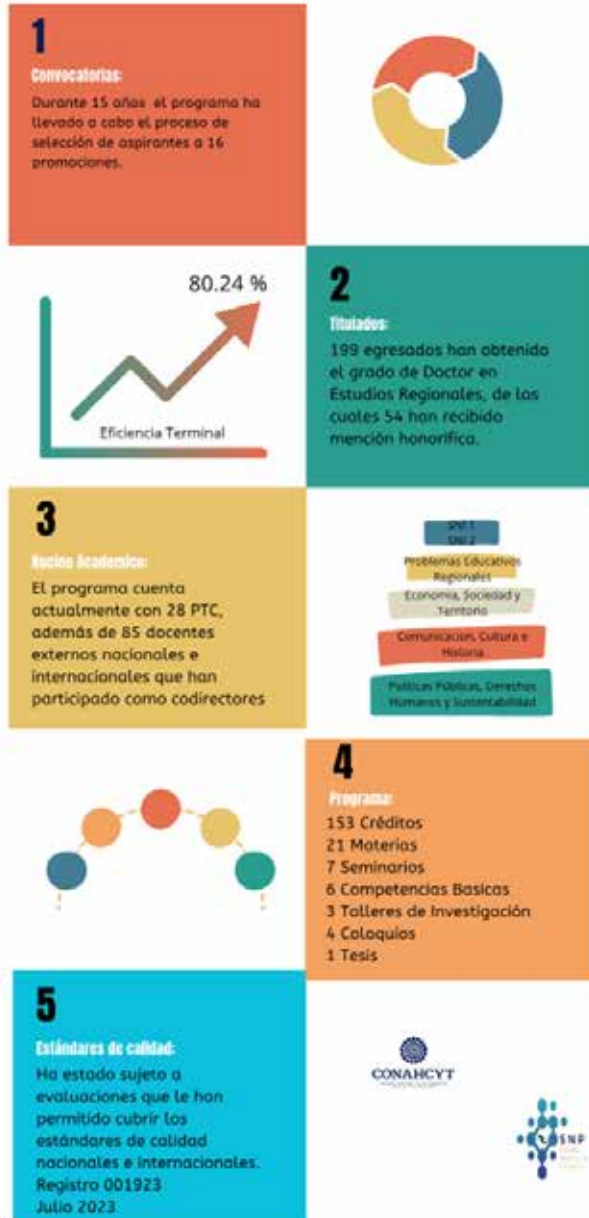 1
Convocatorias:
Durante 15 años el programa ha
llevado a cabo el proceso de
selección de aspirantes a 16
promociones.
80.24 %
Eficiencia Terminal
2
Titulados:
199 egresados han obtenido
el grado de Doctor en
Estudios Regionales, de los
cuales 54 han recibido
mención honorífica.
3
Nucleo Academico:
El programa cuenta
actualmente con 28 PTC,
además de 85 docentes
externos nacionales e
internacionales que han
participado como codirectores
SNI 1
SNI 2
Problemas Educativos
Regionales
Economía, Sociedad y
Territorio
Comunicación, Cultura e
Historia
Políticas Públicas, Derechos
Humanos y Sustentabilidad
4
Programa:
153 Créditos
21 Materias
7 Seminarios
6 Competencias Basicas
3 Talleres de Investigación
4 Coloquios
1 Tesis
5
Estándares de calidad:
Ha estado sujeto a
evaluaciones que le han
permitido cubrir los
estándares de calidad
nacionales e internacionales.
Registro 001923
Julio 2023
CONAHCYT
SNP